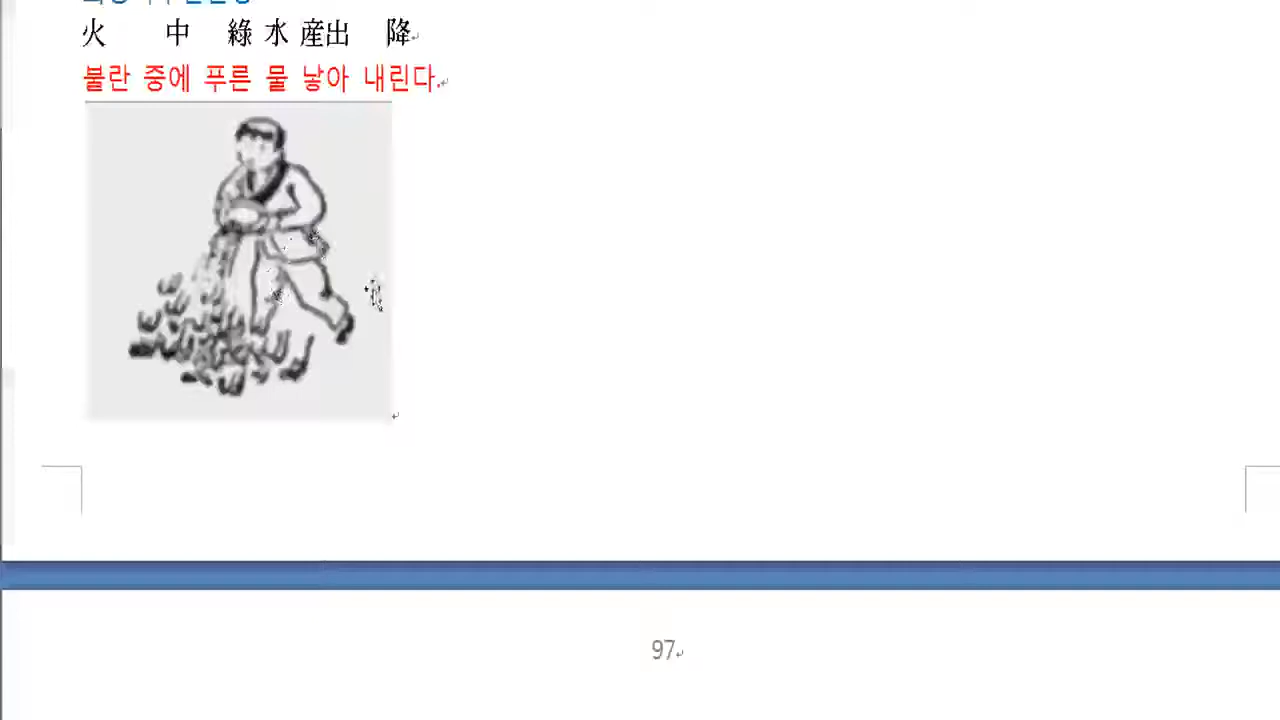 火 中 綠 水 産出 降
불란 중에 푸른 물 낳아 내린다.
97